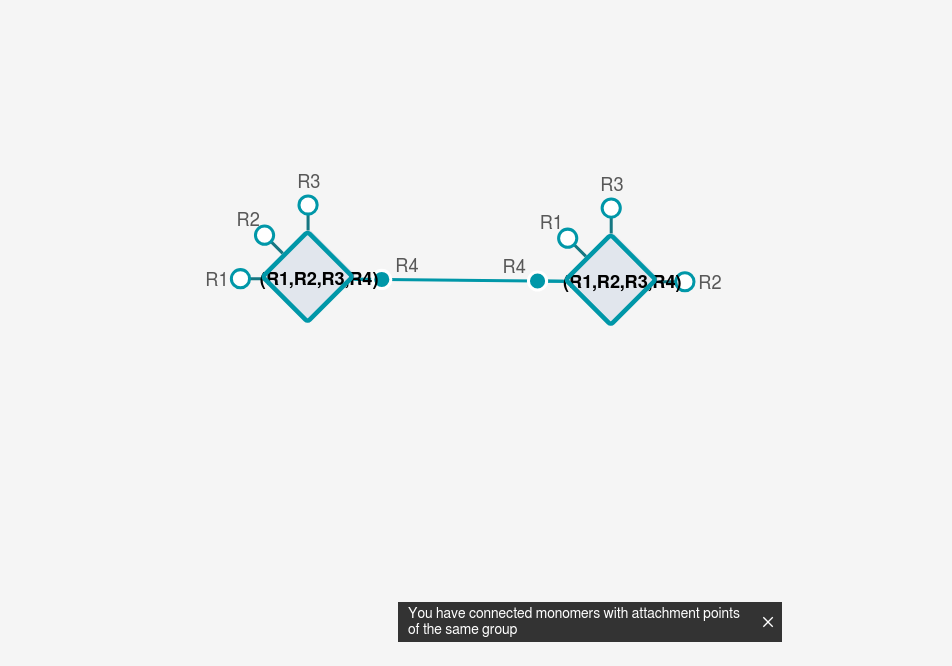 R3
R3
R2
R1
R4
R4
R1
(R1,R2,R3,R4)
(R1,R2,R3,R4)
R2
You have connected monomers with attachment points
of the same group